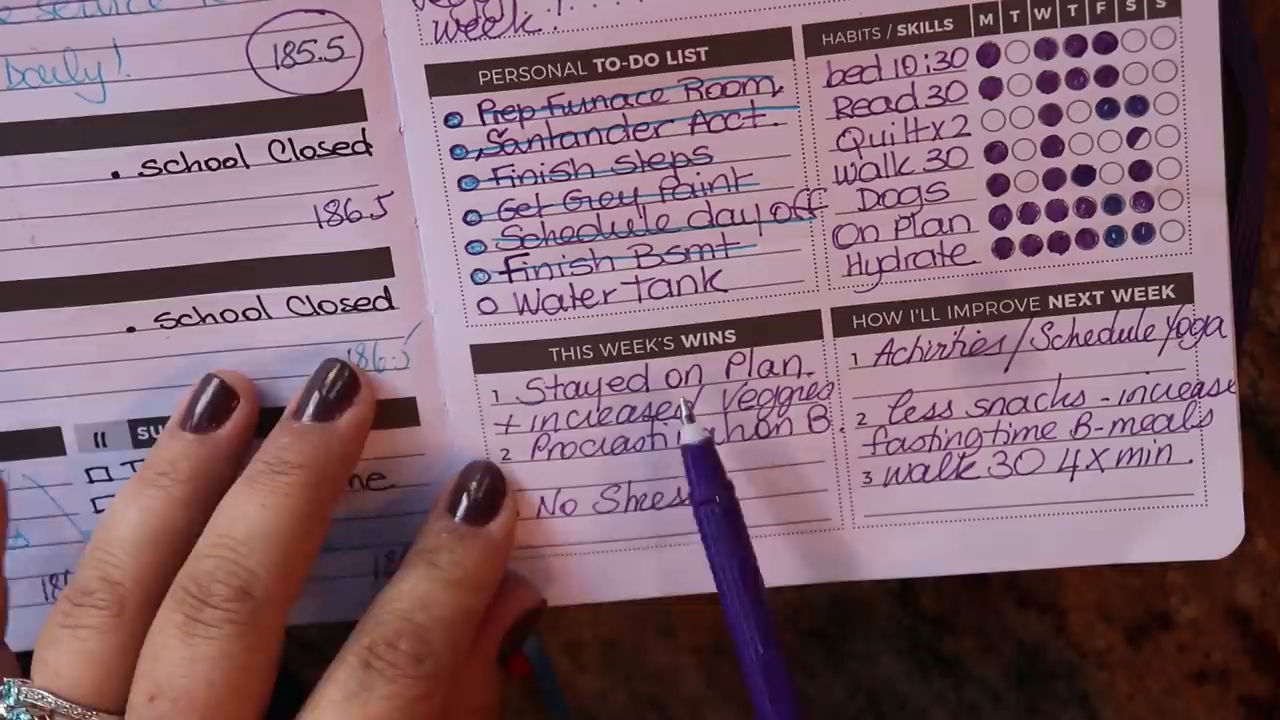 week!
Daily!
185.5
. School Closed
186.5
. School Closed
186.5
PERSONAL TO-DO LIST
Prep Furnace Room
Santander Acct.
Finish Steps
Get Grey Paint
Schedule day off
Finish Bsmt
Water tank
HABITS / SKILLS M T W T F S S
bed 10:30
Read 30
Quilt x2
Walk 30
Dogs
On Plan
Hydrate
THIS WEEK'S WINS
1 Stayed on Plan.
+ increased Veggies
2
No Stress
HOW I'LL IMPROVE NEXT WEEK
1 Activities/Schedule Yoga
2 less snacks - increase
fasting time B-meals
3 walk 30 4x min.